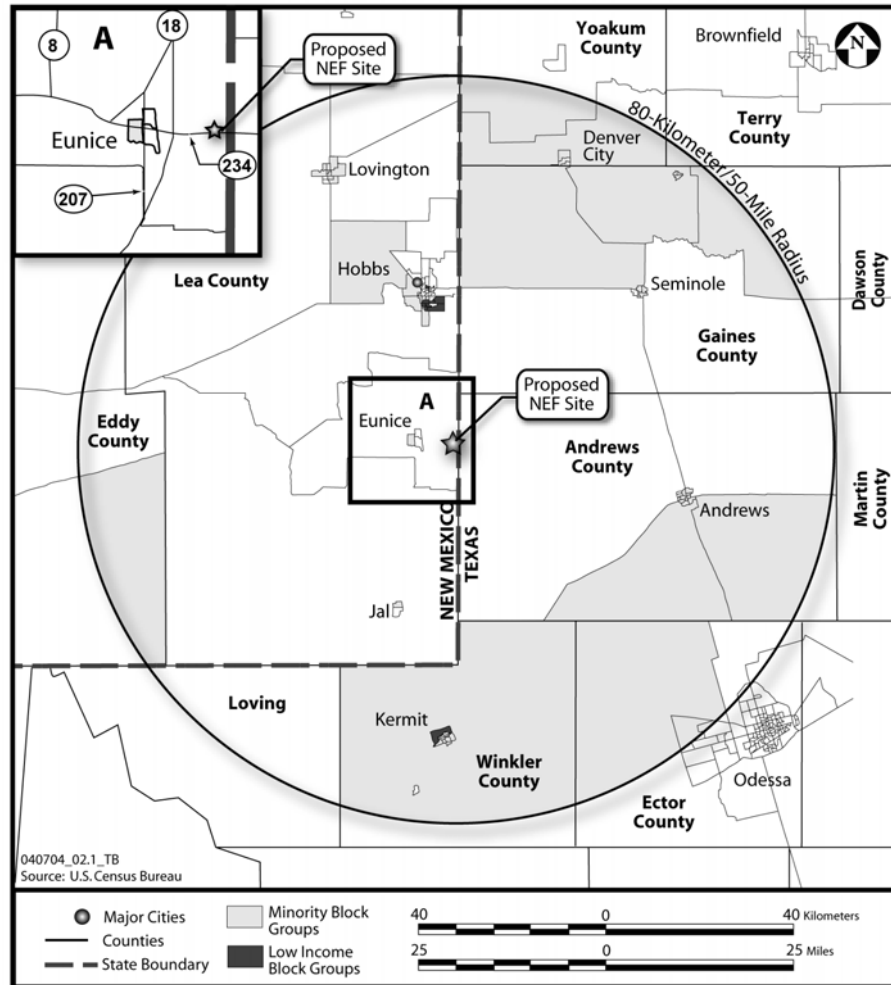 A
8
18
Proposed
NEF Site
Eunice
234
207
Yoakum
County
Brownfield
N
Terry
County
80-Kilometer/50-Mile Radius
Denver
City
Lovington
Lea County
Hobbs
Seminole
Dawson
County
Gaines
County
A
Proposed
NEF Site
Eddy
County
Eunice
Andrews
County
Martin
County
Andrews
NEW MEXICO
TEXAS
Jal
Loving
Kermit
Winkler
County
Odessa
Ector
County
040704_02.1_TB
Source: U.S. Census Bureau
Major Cities
Counties
State Boundary
Minority Block
Groups
Low Income
Block Groups
40 0 40 Kilometers
25 0 25 Miles